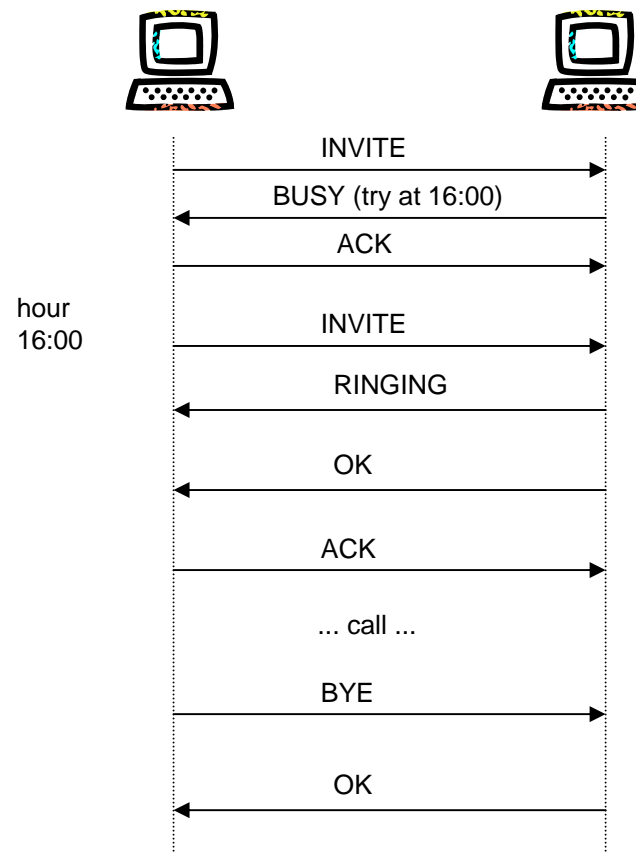 INVITE
BUSY (try at 16:00)
ACK
hour
16:00
INVITE
RINGING
OK
ACK
... call ...
BYE
OK